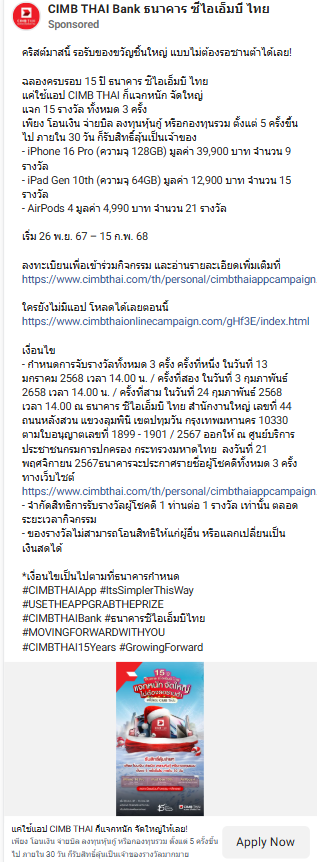 CIMB THAI Bank ธนาคาร ซีไอเอ็มบี ไทย
Sponsored
คริสต์มาสนี้ รอรับของขวัญชิ้นใหญ่ แบบไม่ต้องรอซานต้าได้เลย!
ฉลองครบรอบ 15 ปี ธนาคาร ซีไอเอ็มบี ไทย
แค่ใช้แอป CIMB THAI ก็แจกหนัก จัดใหญ่
แจก 15 รางวัล ทั้งหมด 3 ครั้ง
เพียง โอนเงิน จ่ายบิล ลงทุนหุ้นกู้ หรือกองทุนรวม ตั้งแต่ 5 ครั้งขึ้น
ไป ภายใน 30 วัน ก็รับสิทธิ์ลุ้นเป็นเจ้าของ
- iPhone 16 Pro (ความจุ 128GB) มูลค่า 39,900 บาท จำนวน 9
รางวัล
- iPad Gen 10th (ความจุ 64GB) มูลค่า 12,900 บาท จำนวน 15
รางวัล
- AirPods 4 มูลค่า 4,990 บาท จำนวน 21 รางวัล
เริ่ม 26 พ.ย. 67 – 15 ก.พ. 68
ลงทะเบียนเพื่อเข้าร่วมกิจกรรม และอ่านรายละเอียดเพิ่มเติมที่
https://www.cimbthai.com/th/personal/cimbthaiappcampaign
ใครยังไม่มีแอป โหลดได้เลยตอนนี้
https://www.cimbthaionlinecampaign.com/gHf3E/index.html
เงื่อนไข
- กำหนดการจับรางวัลทั้งหมด 3 ครั้ง ครั้งที่หนึ่ง ในวันที่ 13
มกราคม 2568 เวลา 14.00 น. / ครั้งที่สอง ในวันที่ 3 กุมภาพันธ์
2658 เวลา 14.00 น. / ครั้งที่สาม ในวันที่ 24 กุมภาพันธ์ 2568
เวลา 14.00 ณ ธนาคาร ซีไอเอ็มบี ไทย สำนักงานใหญ่ เลขที่ 44
ถนนหลังสวน แขวงลุมพินี เขตปทุมวัน กรุงเทพมหานคร 10330
ตามใบอนุญาตเลขที่ 1899 - 1901 / 2567 ออกให้ ณ ศูนย์บริการ
ประชาชนกรมการปกครอง กระทรวงมหาดไทย ลงวันที่ 21
พฤศจิกายน 2567ธนาคารจะประกาศรายชื่อผู้โชคดีทั้งหมด 3 ครั้ง
ทางเว็บไซต์
https://www.cimbthai.com/th/personal/cimbthaiappcampaign
- จำกัดสิทธิการรับรางวัลผู้โชคดี 1 ท่านต่อ 1 รางวัล เท่านั้น ตลอด
ระยะเวลากิจกรรม
- ของรางวัลไม่สามารถโอนสิทธิให้แก่ผู้อื่น หรือแลกเปลี่ยนเป็น
เงินสดได้
*เงื่อนไขเป็นไปตามที่ธนาคารกำหนด
#CIMBTHAIApp #ItsSimplerThisWay
#USETHEAPPGRABTHEPRIZE
#CIMBTHAIBank #ธนาคารซีไอเอ็มบีไทย
#MOVINGFORWARDWITHYOU
#CIMBTHAI15Years #GrowingForward
15 ปี
แจกหนัก จัดใหญ่
ไม่ต้องรอซานต้า
แค่ใช้แอป CIMB THAI ก็แจกหนัก จัดใหญ่ให้เลย!
เพียง โอนเงิน จ่ายบิล ลงทุนหุ้นกู้ หรือกองทุนรวม ตั้งแต่ 5 ครั้งขึ้น
ไป ภายใน 30 วัน ก็รับสิทธิ์ลุ้นเป็นเจ้าของรางวัลมากมาย
Apply Now